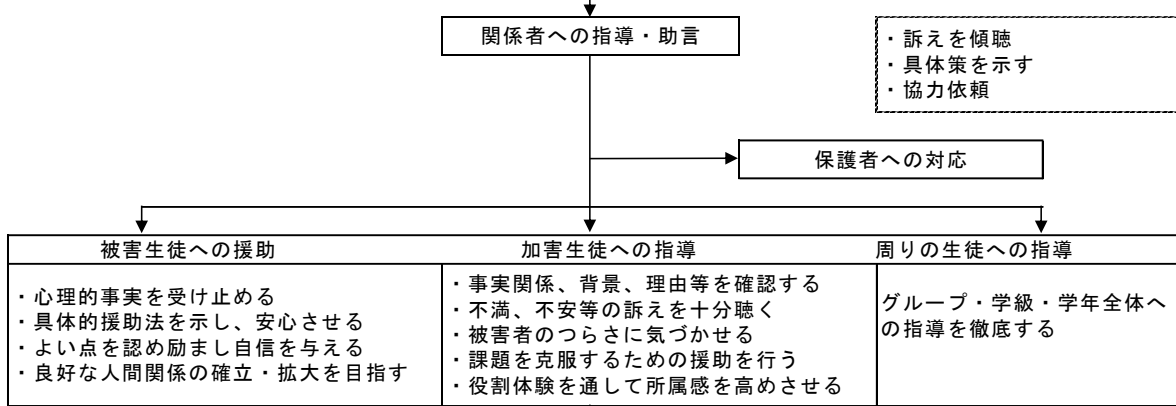 関係者への指導・助言
・訴えを傾聴
・具体策を示す
・協力依頼
保護者への対応
被害生徒への援助
・心理的事実を受け止める
・具体的援助法を示し、安心させる
・よい点を認め励まし自信を与える
・良好な人間関係の確立・拡大を目指す
加害生徒への指導
・事実関係、背景、理由等を確認する
・不満、不安等の訴えを十分聴く
・被害者のつらさに気づかせる
・課題を克服するための援助を行う
・役割体験を通して所属感を高めさせる
周りの生徒への指導
グループ・学級・学年全体へ
の指導を徹底する